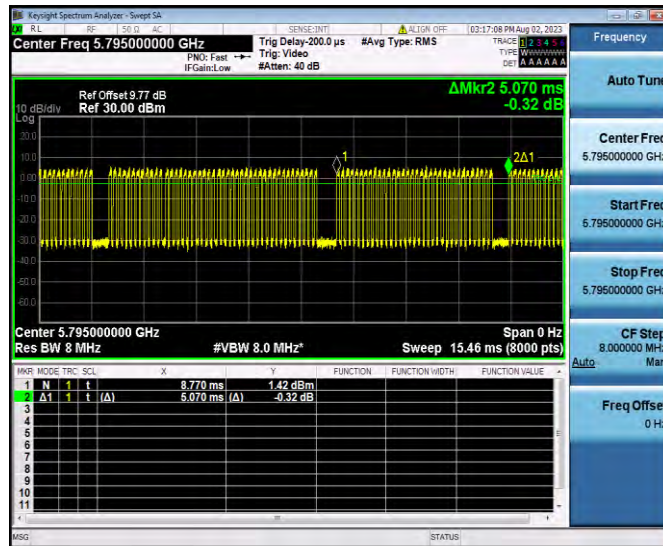 Keysight Spectrum Analyzer - Swept SA
RL RF 50 Ω AC SENSE:INT ALIGN OFF 03:17:08 PM Aug 02, 2023
Center Freq 5.795000000 GHz
PNO: Fast
IFGain:Low
Trig Delay-200.0 µs
Trig: Video
#Atten: 40 dB
#Avg Type: RMS
TRACE 1 2 3 4 5 6
TYPE
DET A A A A A A
Frequency
Auto Tune
Center Freq
5.795000000 GHz
Start Freq
5.795000000 GHz
Stop Freq
5.795000000 GHz
CF Step
8.000000 MHz
Auto Man
Freq Offset
0 Hz
ΔMkr2 5.070 ms
-0.32 dB
Ref Offset 9.77 dB
10 dB/div Ref 30.00 dBm
Log
20.0
10.0
0.00
-10.0
-20.0
-30.0
-40.0
-50.0
-60.0
1
2Δ1
Center 5.795000000 GHz Span 0 Hz
Res BW 8 MHz #VBW 8.0 MHz* Sweep 15.46 ms (8000 pts)
MKR MODE TRC SCL X Y FUNCTION FUNCTION WIDTH FUNCTION VALUE
1 N 1 t 8.770 ms 1.42 dBm
2 Δ1 1 t (Δ) 5.070 ms (Δ) -0.32 dB
3
4
5
6
7
8
9
10
11
MSG STATUS